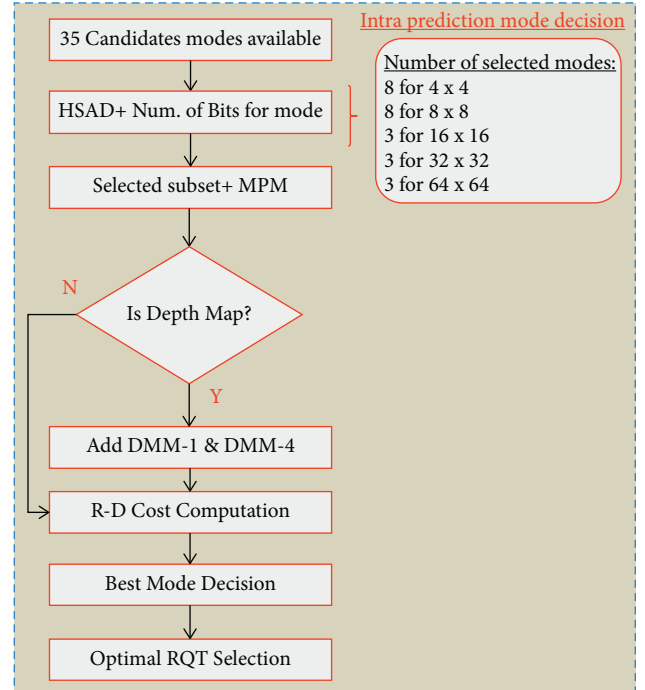 Intra prediction mode decision
35 Candidates modes available
Number of selected modes:
8 for 4 x 4
8 for 8 x 8
3 for 16 x 16
3 for 32 x 32
3 for 64 x 64
HSAD+ Num. of Bits for mode
Selected subset+ MPM
Is Depth Map?
N
Y
Add DMM-1 & DMM-4
R-D Cost Computation
Best Mode Decision
Optimal RQT Selection